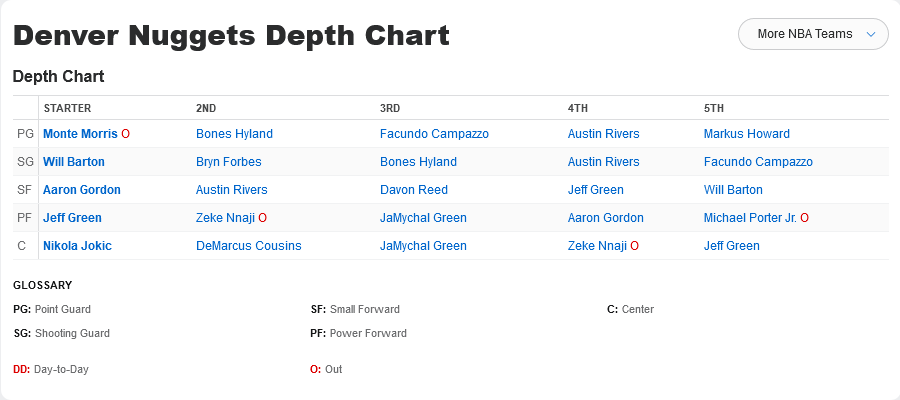 Denver Nuggets Depth Chart
More NBA Teams
Depth Chart
STARTER 2ND 3RD 4TH 5TH
PG Monte Morris O Bones Hyland Facundo Campazzo Austin Rivers Markus Howard
SG Will Barton Bryn Forbes Bones Hyland Austin Rivers Facundo Campazzo
SF Aaron Gordon Austin Rivers Davon Reed Jeff Green Will Barton
PF Jeff Green Zeke Nnaji O JaMychal Green Aaron Gordon Michael Porter Jr. O
C Nikola Jokic DeMarcus Cousins JaMychal Green Zeke Nnaji O Jeff Green
GLOSSARY
PG: Point Guard SF: Small Forward C: Center
SG: Shooting Guard PF: Power Forward
DD: Day-to-Day O: Out